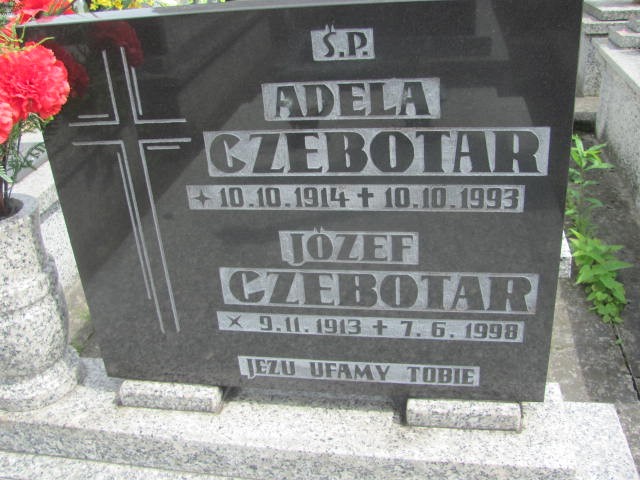 Ś.P.
ADELA
CZEBOTAR
✶ 10.10.1914 ✝ 10.10.1993
JÓZEF
CZEBOTAR
✶ 9.11.1913 ✝ 7.6.1998
JEZU UFAMY TOBIE